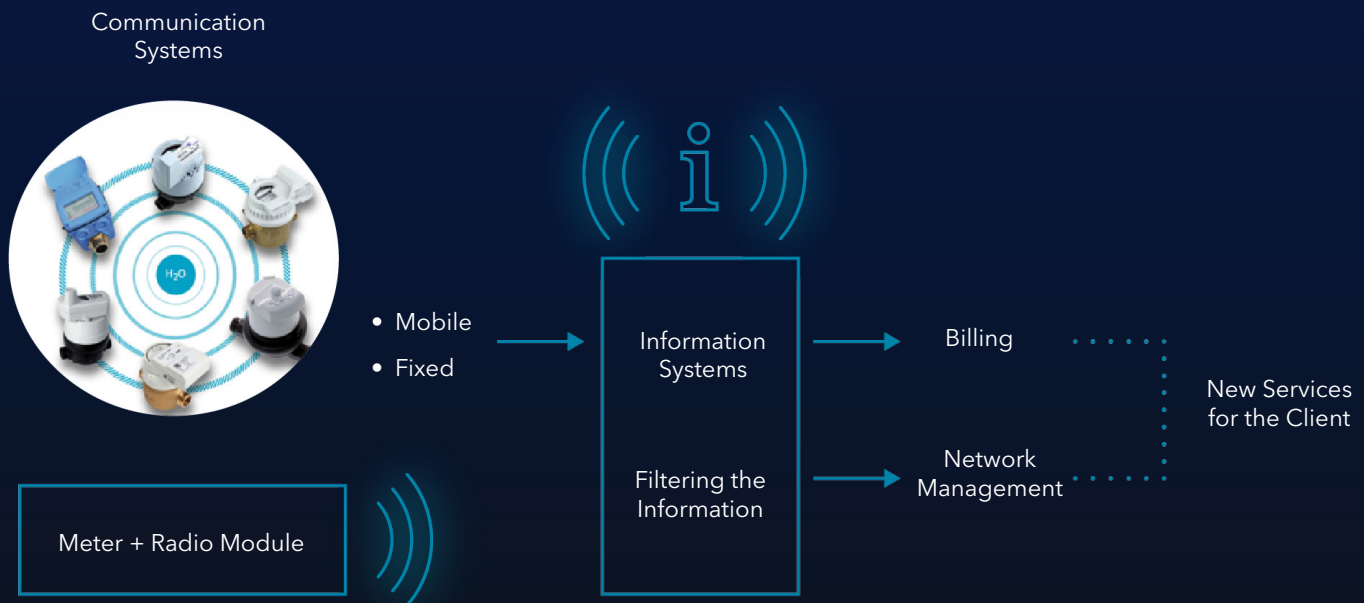 Communication
Systems
H₂O
• Mobile
• Fixed
Meter + Radio Module
Information
Systems
Filtering the
Information
Billing
Network
Management
New Services
for the Client